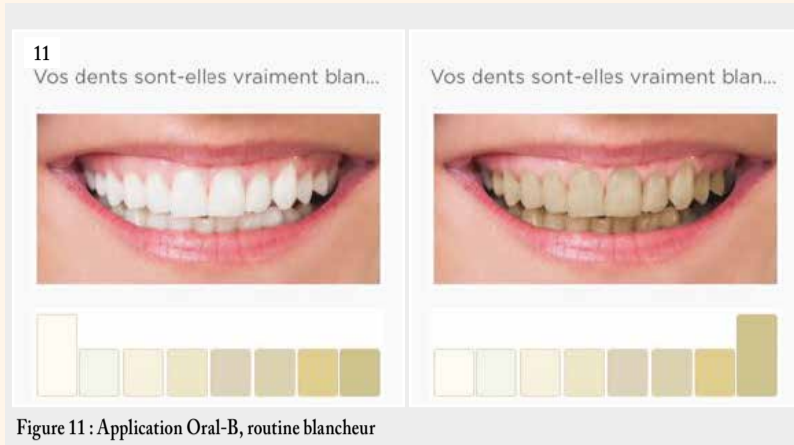 11
Vos dents sont-elles vraiment blan...
Vos dents sont-elles vraiment blan...
Figure 11 : Application Oral-B, routine blancheur